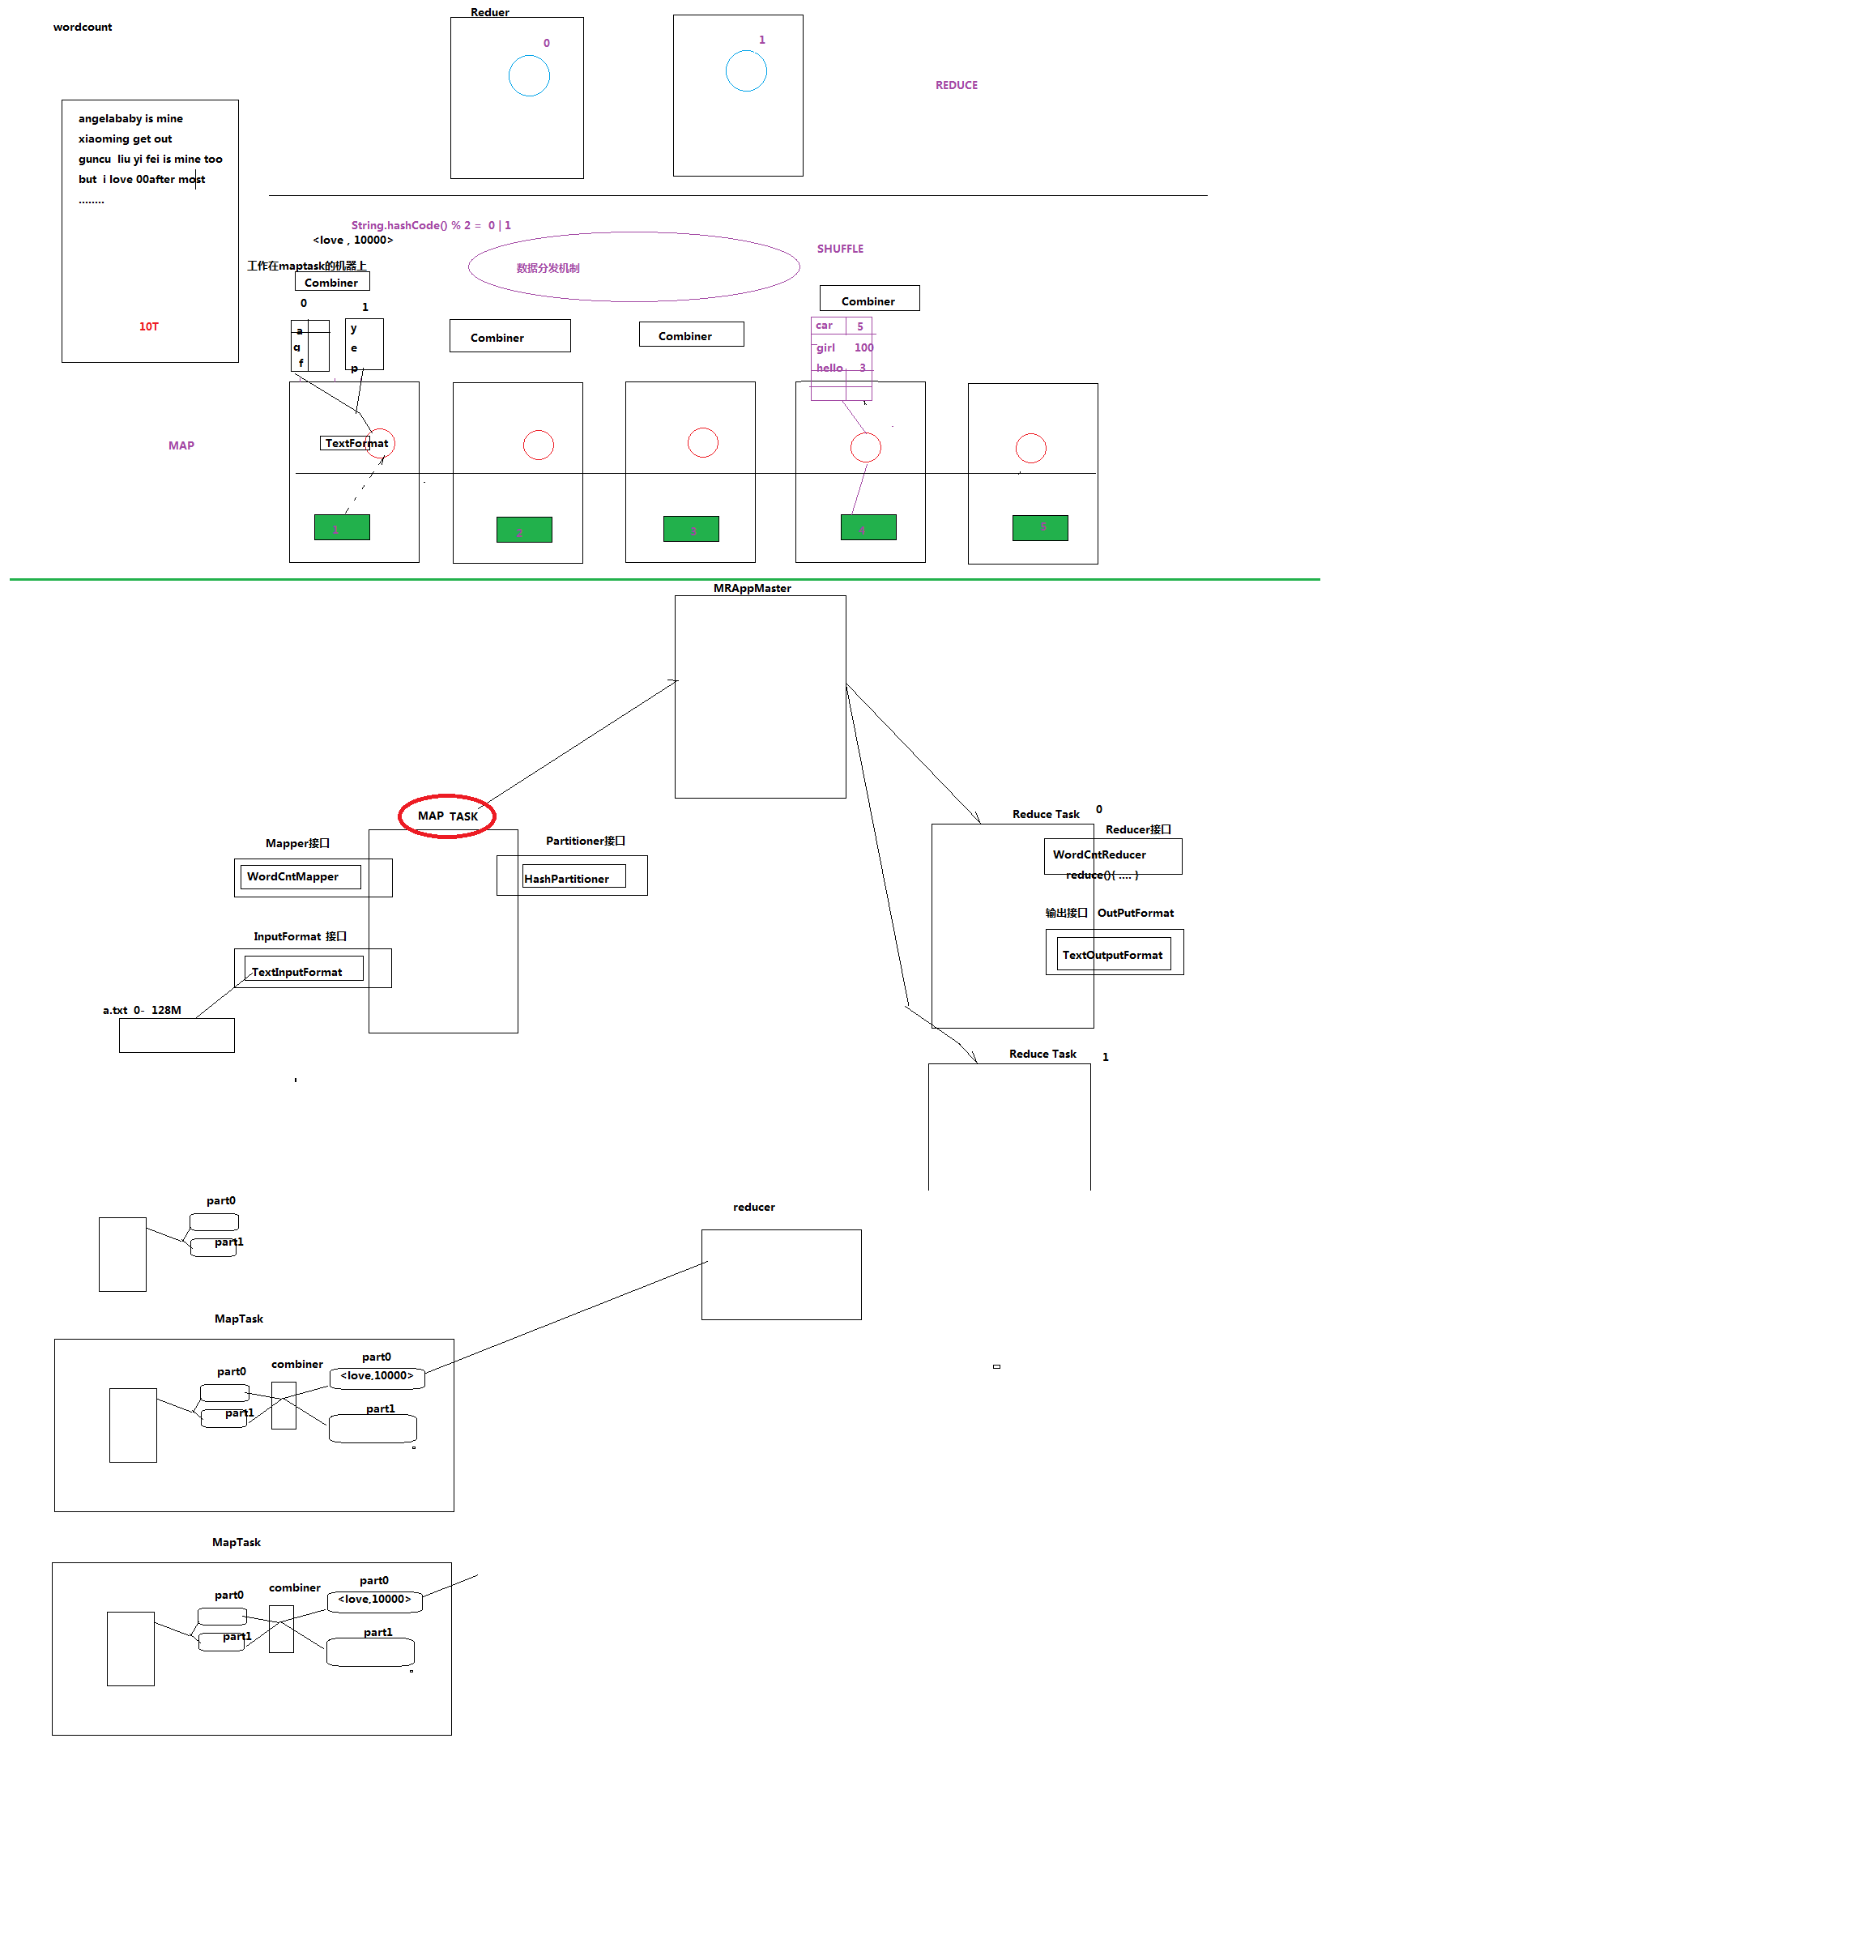 wordcount
Reduer
0
1
REDUCE
angelababy is mine
xiaoming get out
guncu liu yi fei is mine too
but i love 00after most
........
10T
String.hashCode() % 2 = 0 | 1
<love , 10000>
工作在maptask的机器上
Combiner
数据分发机制
SHUFFLE
0
1
a
q
f
y
e
p
Combiner
Combiner
Combiner
car 5
girl 100
hello 3
MAP
TextFormat
1
2
3
4
5
MRAppMaster
MAP TASK
Mapper接口
WordCntMapper
Partitioner接口
HashPartitioner
InputFormat 接口
TextInputFormat
a.txt 0- 128M
Reduce Task 0
Reducer接口
WordCntReducer
reduce(){ .... }
输出接口 OutPutFormat
TextOutputFormat
Reduce Task 1
part0
part1
reducer
MapTask
part0
part1
combiner
part0
<love,10000>
part1
MapTask
part0
part1
combiner
part0
<love,10000>
part1